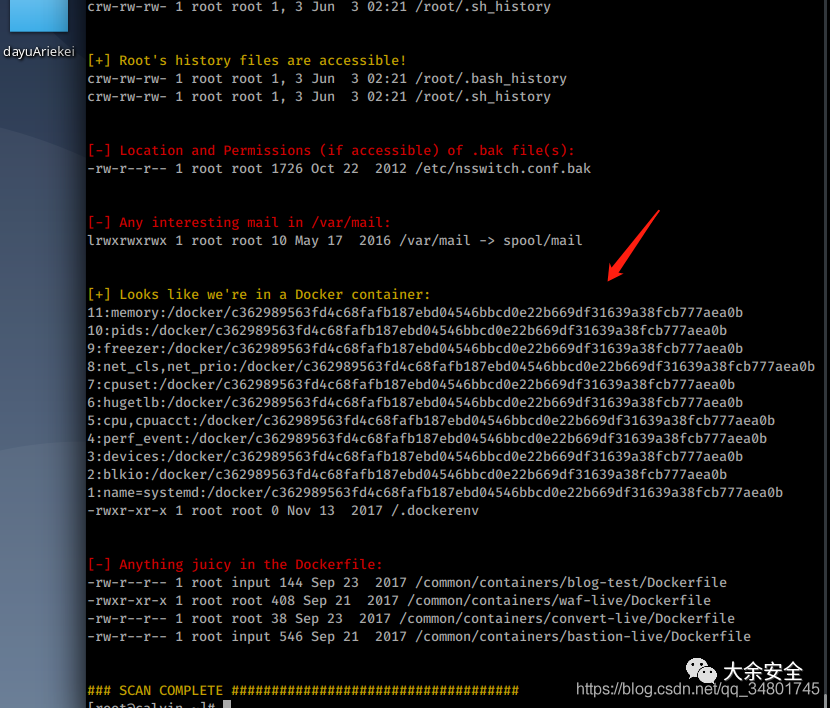 crw-rw-rw- 1 root root 1, 3 Jun  3 02:21 /root/.sh_history
dayuAriekei
[+] Root's history files are accessible!
crw-rw-rw- 1 root root 1, 3 Jun  3 02:21 /root/.bash_history
crw-rw-rw- 1 root root 1, 3 Jun  3 02:21 /root/.sh_history
[-] Location and Permissions (if accessible) of .bak file(s):
-rw-r--r-- 1 root root 1726 Oct 22  2012 /etc/nsswitch.conf.bak
[-] Any interesting mail in /var/mail:
lrwxrwxrwx 1 root root 10 May 17  2016 /var/mail -> spool/mail
[+] Looks like we're in a Docker container:
11:memory:/docker/c362989563fd4c68fafb187ebd04546bbcd0e22b669df31639a38fcb777aea0b
10:pids:/docker/c362989563fd4c68fafb187ebd04546bbcd0e22b669df31639a38fcb777aea0b
9:freezer:/docker/c362989563fd4c68fafb187ebd04546bbcd0e22b669df31639a38fcb777aea0b
8:net_cls,net_prio:/docker/c362989563fd4c68fafb187ebd04546bbcd0e22b669df31639a38fcb777aea0b
7:cpuset:/docker/c362989563fd4c68fafb187ebd04546bbcd0e22b669df31639a38fcb777aea0b
6:hugetlb:/docker/c362989563fd4c68fafb187ebd04546bbcd0e22b669df31639a38fcb777aea0b
5:cpu,cpuacct:/docker/c362989563fd4c68fafb187ebd04546bbcd0e22b669df31639a38fcb777aea0b
4:perf_event:/docker/c362989563fd4c68fafb187ebd04546bbcd0e22b669df31639a38fcb777aea0b
3:devices:/docker/c362989563fd4c68fafb187ebd04546bbcd0e22b669df31639a38fcb777aea0b
2:blkio:/docker/c362989563fd4c68fafb187ebd04546bbcd0e22b669df31639a38fcb777aea0b
1:name=systemd:/docker/c362989563fd4c68fafb187ebd04546bbcd0e22b669df31639a38fcb777aea0b
-rwxr-xr-x 1 root root 0 Nov 13  2017 /.dockerenv
[-] Anything juicy in the Dockerfile:
-rw-r--r-- 1 root input 144 Sep 23  2017 /common/containers/blog-test/Dockerfile
-rwxr-xr-x 1 root root 408 Sep 21  2017 /common/containers/waf-live/Dockerfile
-rw-r--r-- 1 root root 38 Sep 23  2017 /common/containers/convert-live/Dockerfile
-rw-r--r-- 1 root input 546 Sep 21  2017 /common/containers/bastion-live/Dockerfile
大余安全
### SCAN COMPLETE ####################################
https://blog.csdn.net/qq_34801745
[root@calvin ~]#